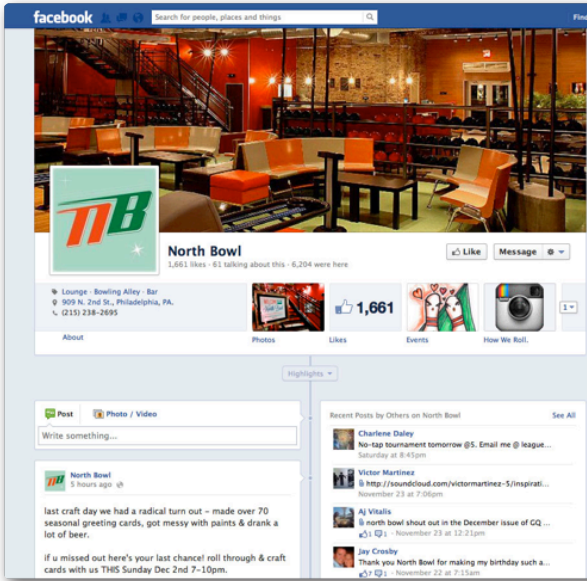 facebook
Search for people, places and things
Find
nB
North Bowl
1,661 likes · 61 talking about this · 6,204 were here
Like
Message
Lounge · Bowling Alley · Bar
909 N. 2nd St., Philadelphia, PA.
(215) 238-2695
About
Photos
1,661
Likes
Events
How We Roll.
1
Highlights
Post
Photo / Video
Write something...
North Bowl
5 hours ago
last craft day we had a radical turn out – made over 70
seasonal greeting cards, got messy with paints & drank a
lot of beer.
if u missed out here's your last chance! roll through & craft
cards with us THIS Sunday Dec 2nd 7-10pm.
Recent Posts by Others on North Bowl
See All
Charlene Daley
No-tap tournament tomorrow @5. Email me @ league...
Saturday at 8:45pm
Victor Martinez
http://soundcloud.com/victormartinez-5/inspirati...
November 23 at 7:06pm
Aj Vitalis
north bowl shout out in the December issue of GQ ...
1 1 · November 23 at 12:21pm
Jay Crosby
Thank you North Bowl for making my birthday such a...
7 1 · November 22 at 7:15am